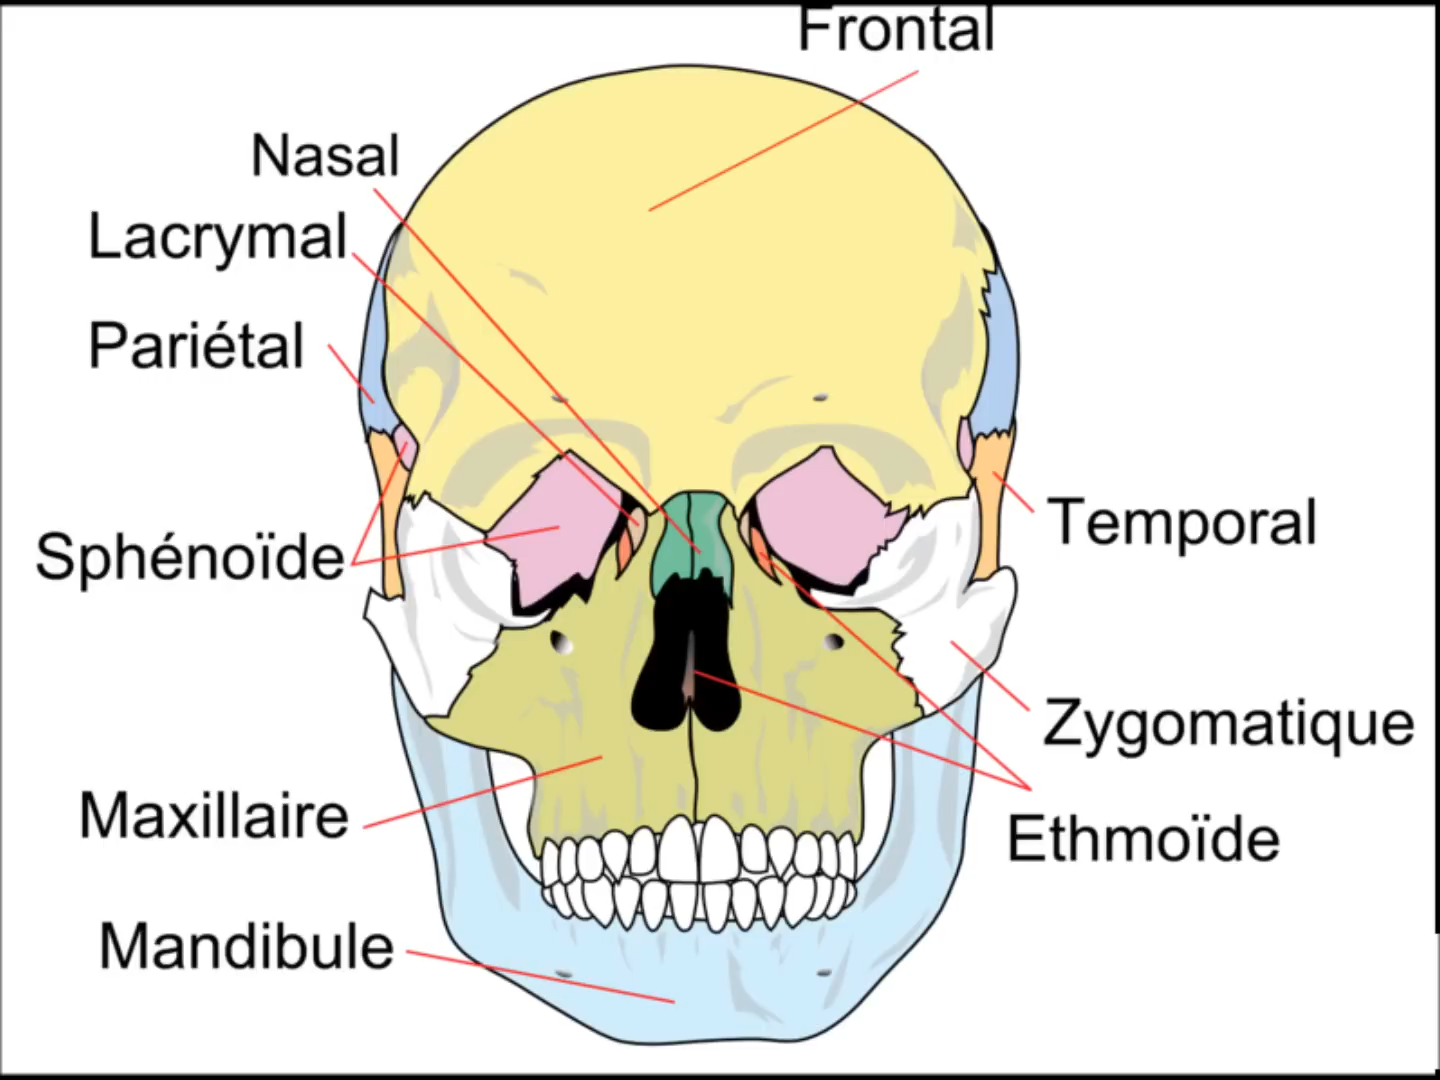 Frontal
Nasal
Lacrymal
Pariétal
Sphénoïde
Temporal
Zygomatique
Maxillaire
Ethmoïde
Mandibule